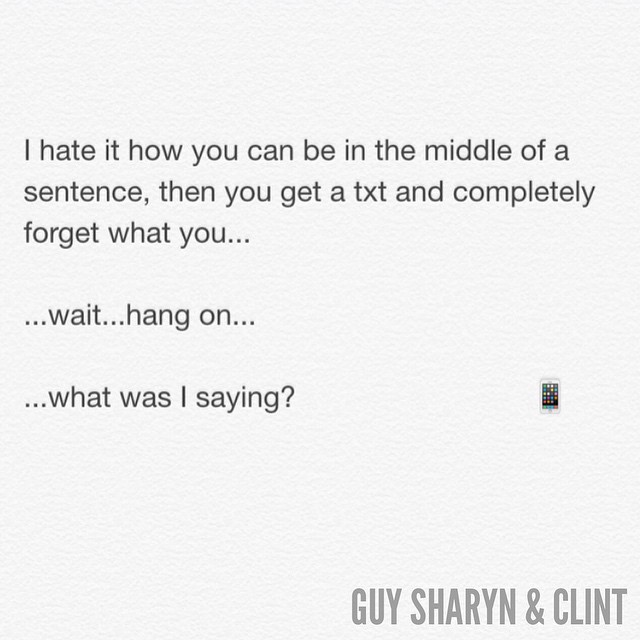 I hate it how you can be in the middle of a
sentence, then you get a txt and completely
forget what you...
...wait...hang on...
...what was I saying?
GUY SHARYN & CLINT